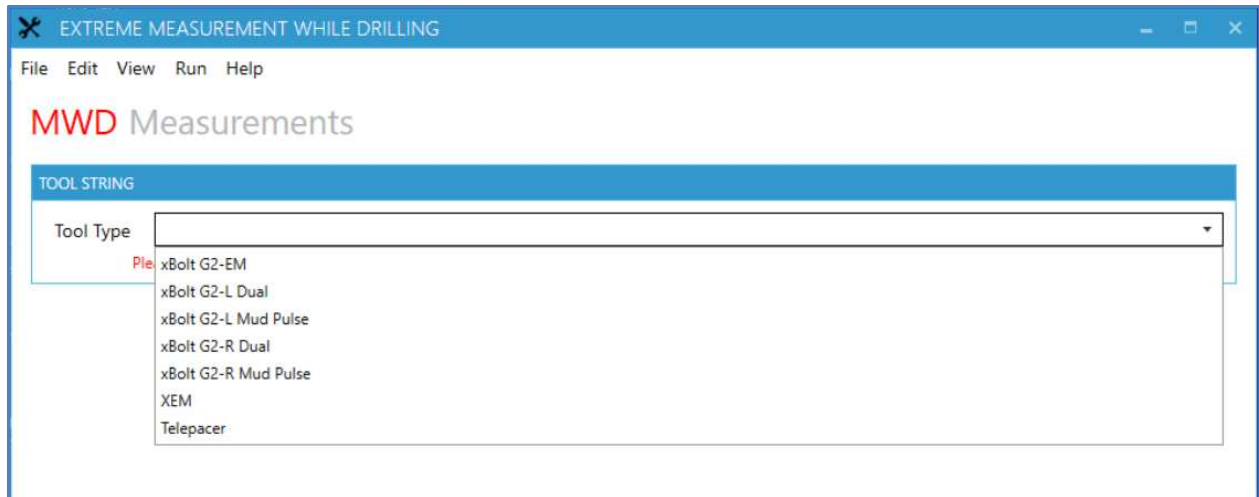 EXTREME MEASUREMENT WHILE DRILLING
File Edit View Run Help
MWD Measurements
TOOL STRING
Tool Type
xBolt G2-EM
xBolt G2-L Dual
xBolt G2-L Mud Pulse
xBolt G2-R Dual
xBolt G2-R Mud Pulse
XEM
Telepacer